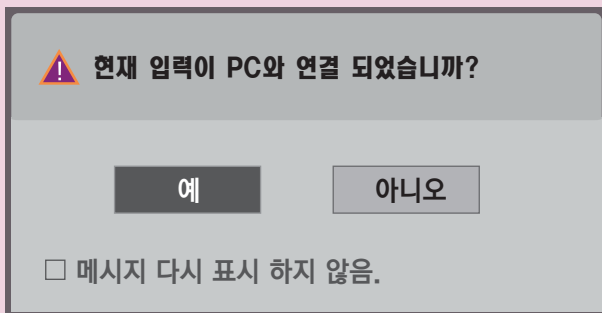 현재 입력이 PC와 연결 되었습니까?
예 아니오
□ 메시지 다시 표시 하지 않음.